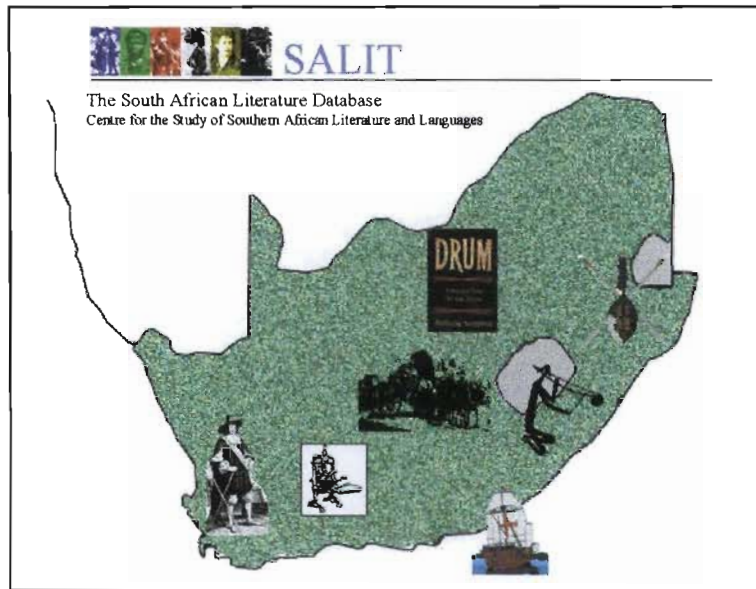 SALIT
The South African Literature Database
Centre for the Study of Southern African Literature and Languages
DRUM